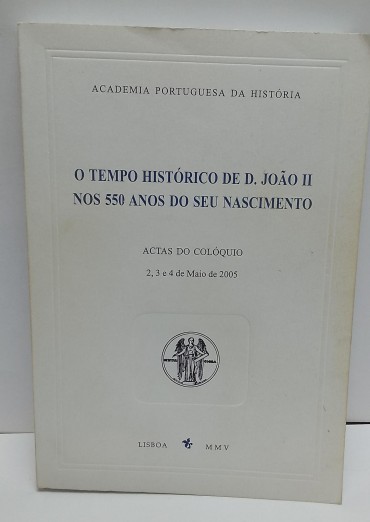 ACADEMIA PORTUGUESA DA HISTÓRIA
O TEMPO HISTÓRICO DE D. JOÃO II
NOS 550 ANOS DO SEU NASCIMENTO
ACTAS DO COLÓQUIO
2, 3 e 4 de Maio de 2005
LISBOA MMV